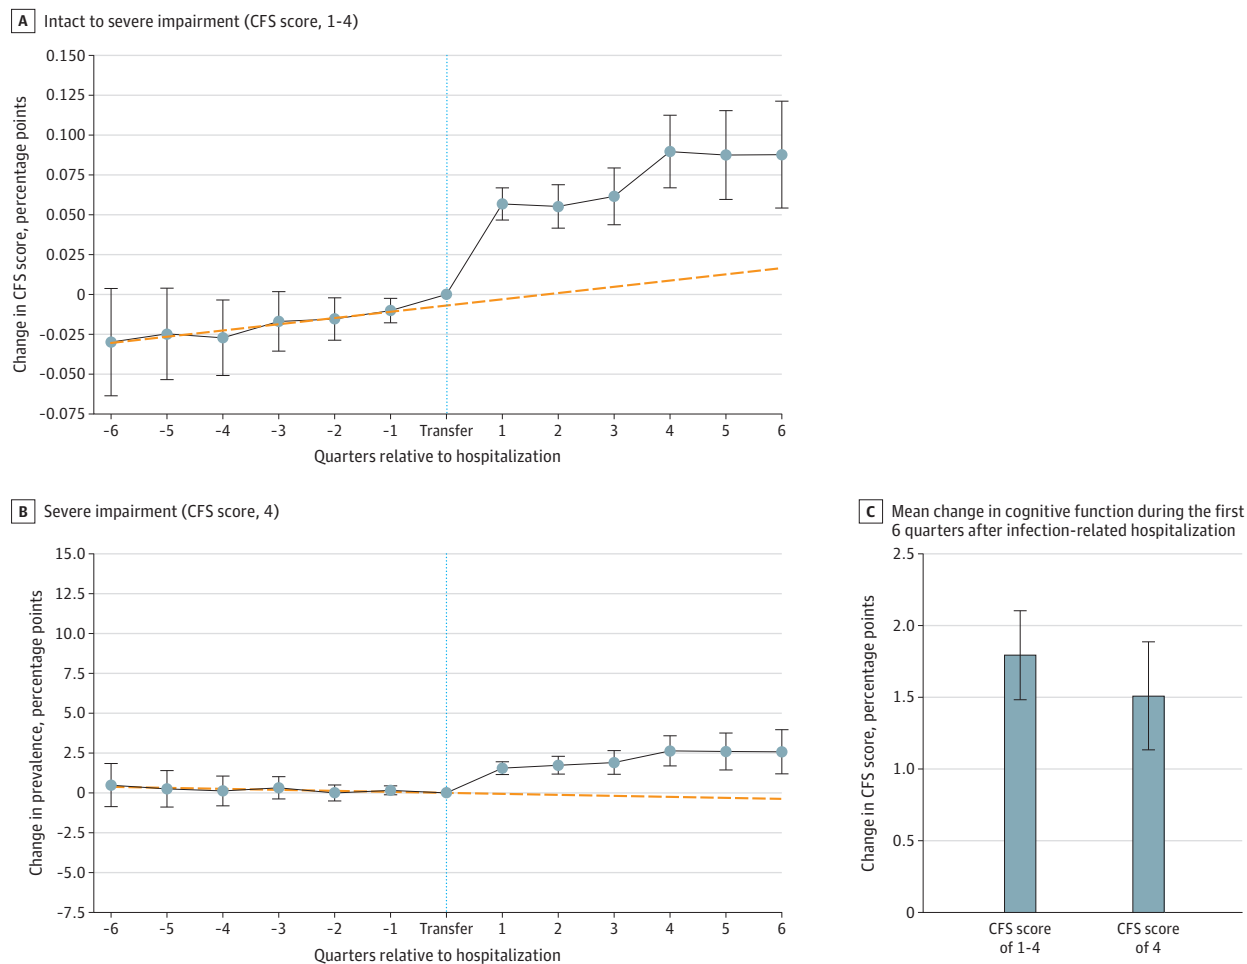 A Intact to severe impairment (CFS score, 1-4)
Change in CFS score, percentage points
0.150
0.125
0.100
0.075
0.050
0.025
0
-0.025
-0.050
-0.075
-6 -5 -4 -3 -2 -1 Transfer 1 2 3 4 5 6
Quarters relative to hospitalization
B Severe impairment (CFS score, 4)
Change in prevalence, percentage points
15.0
12.5
10.0
7.5
5.0
2.5
0
-2.5
-5.0
-7.5
-6 -5 -4 -3 -2 -1 Transfer 1 2 3 4 5 6
Quarters relative to hospitalization
C Mean change in cognitive function during the first
6 quarters after infection-related hospitalization
Change in CFS score, percentage points
2.5
2.0
1.5
1.0
0.5
0
CFS score
of 1-4
CFS score
of 4